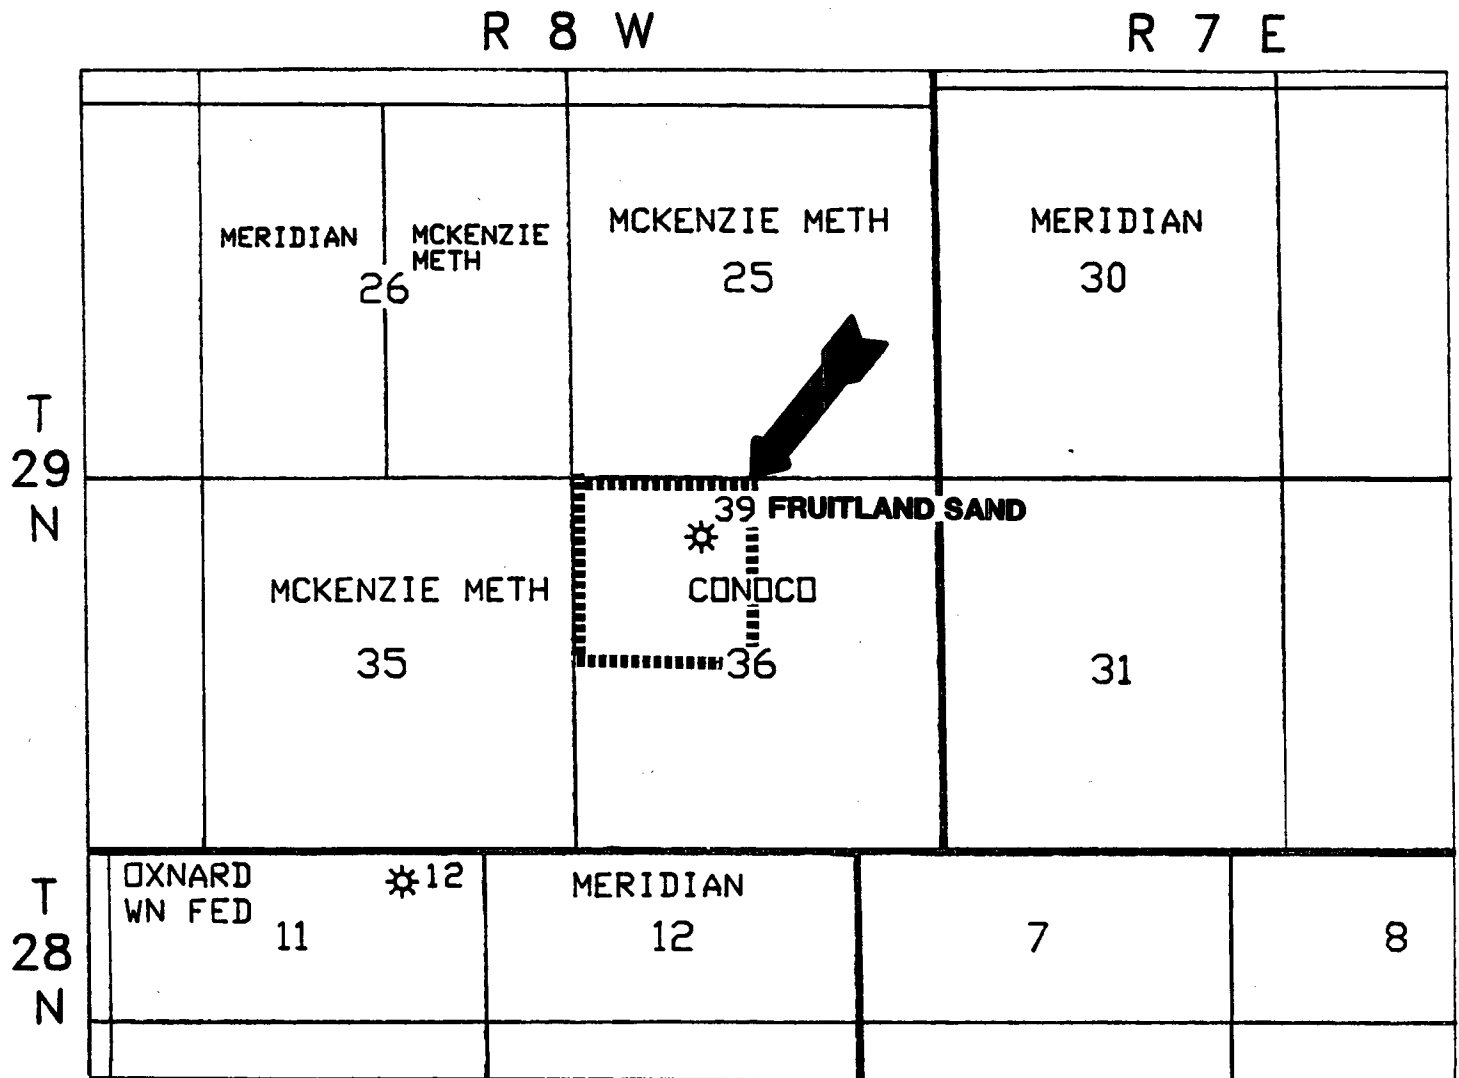 R 8 W
R 7 E
MCKENZIE METH
MERIDIAN
MERIDIAN
MCKENZIE
METH
25
30
26
T
29
N
39 FRUITLAND SAND
MCKENZIE METH
CONOCO
35
36
31
OXNARD
WN FED
12
MERIDIAN
T
28
N
11
12
7
8